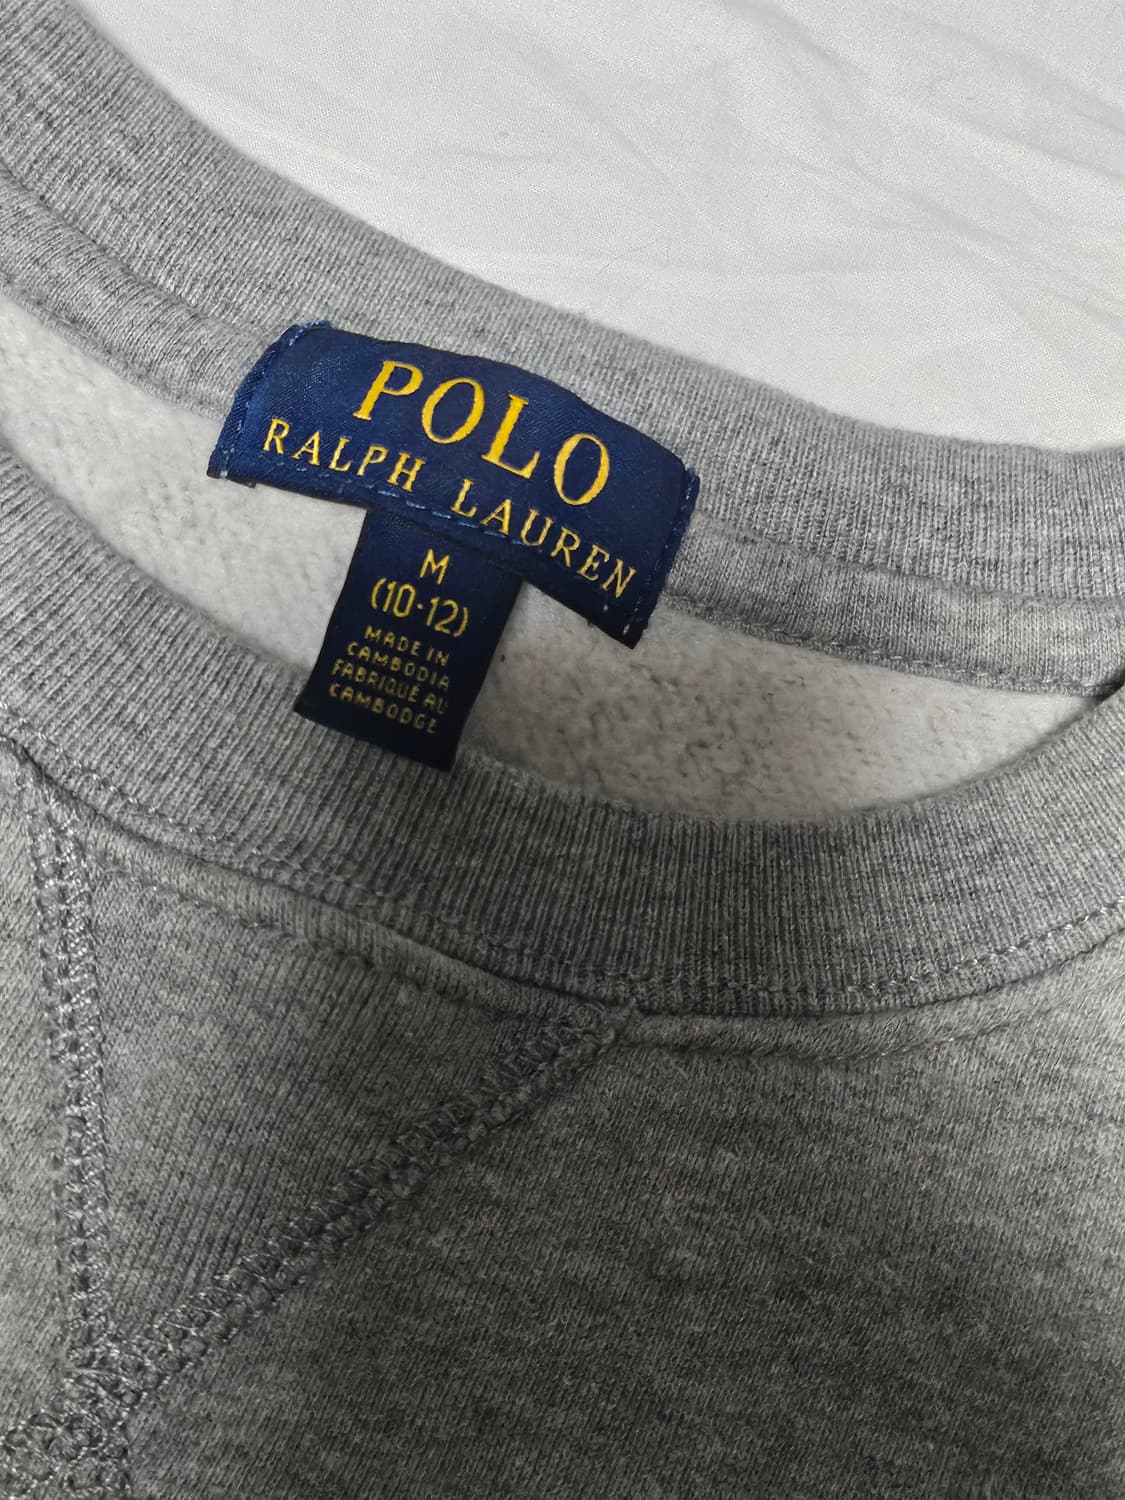 POLO
RALPH LAUREN
M
(10-12)
MADE IN
CAMBODIA
FABRIQUÉ AU
CAMBODGE